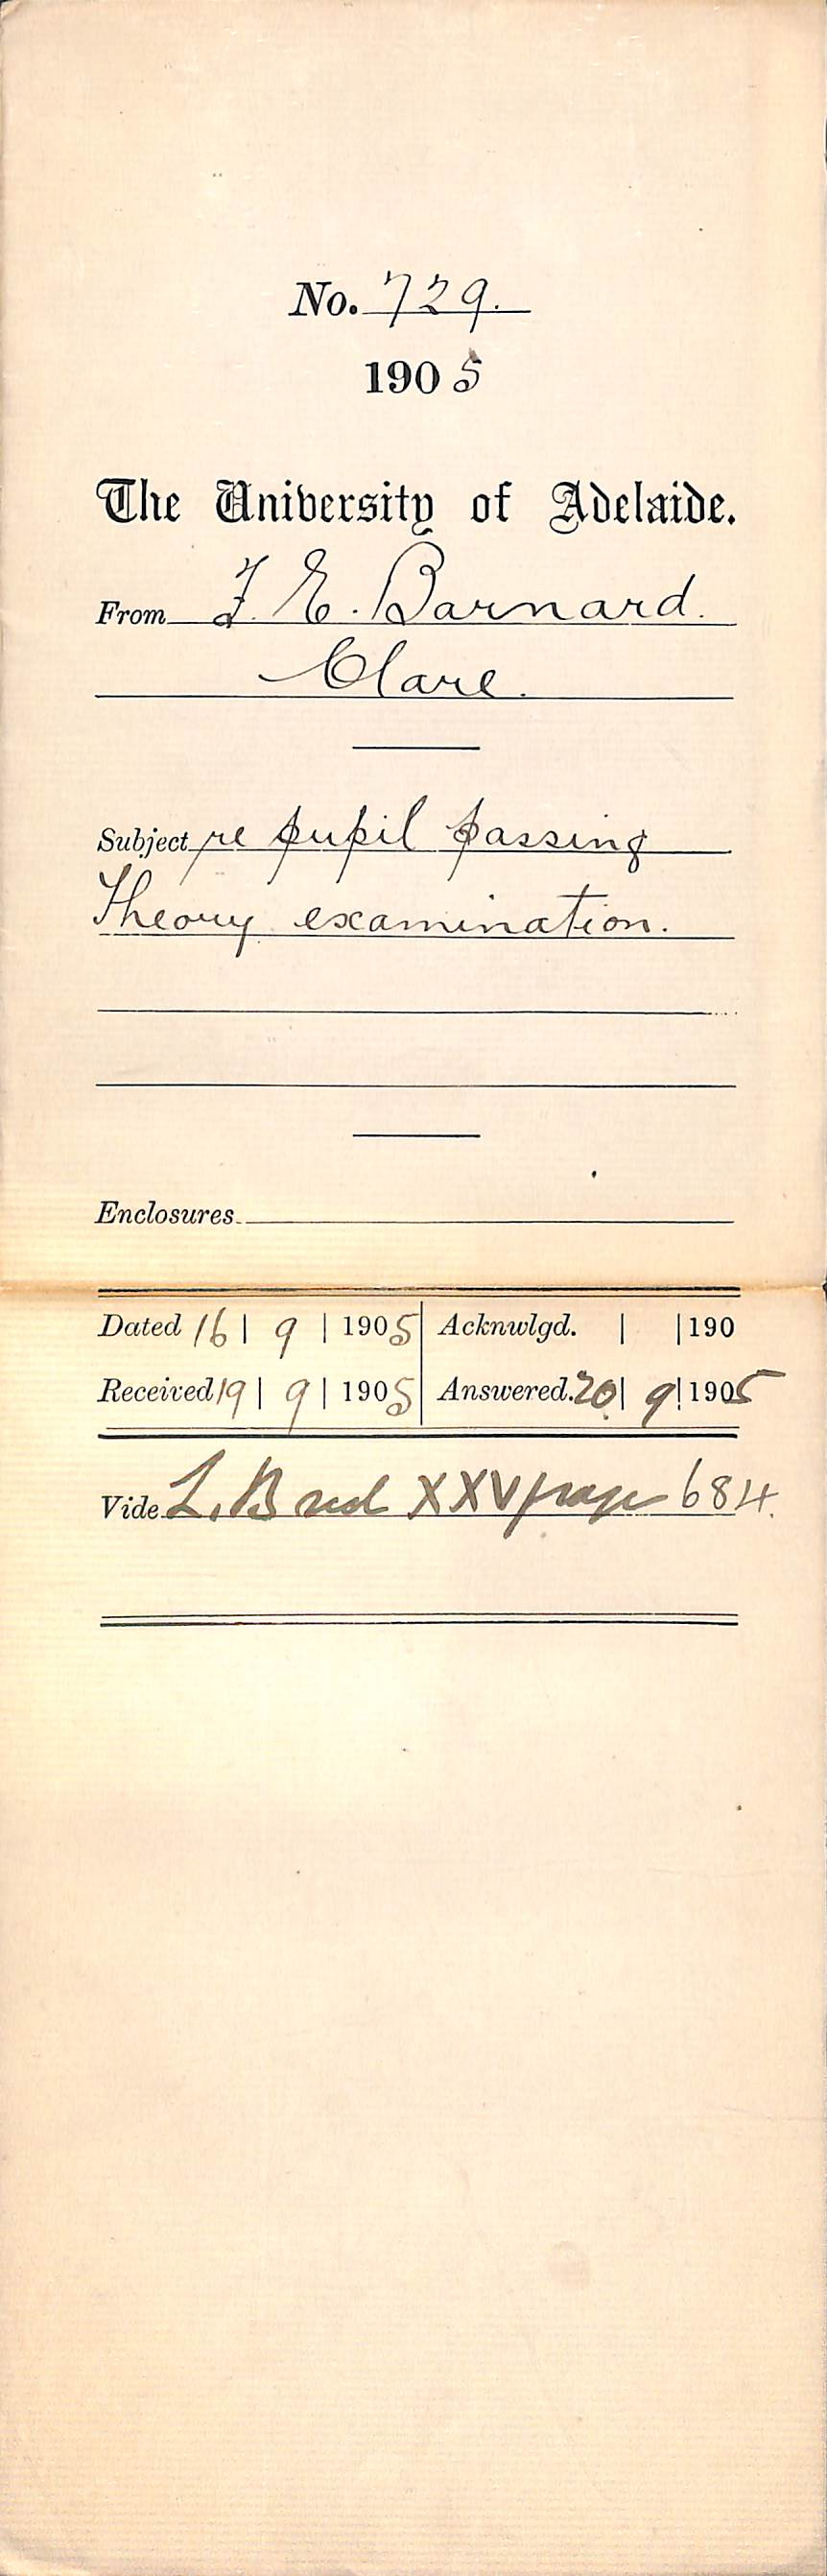 No. 729.
1905
The University of Adelaide.
From F. E. Barnard.
Clare.
Subject re pupil passing
Theory examination.
Enclosures
Dated 16 | 9 | 1905 Acknwlgd. | | 190
Received 19 | 9 | 1905 Answered. 20 | 9 | 1905
Vide L. B red XXV page 684.